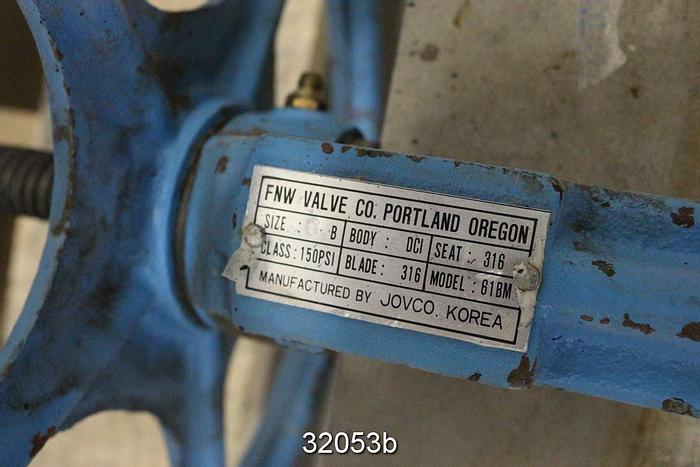 FNW VALVE CO. PORTLAND OREGON
SIZE : 6 B BODY : DCI SEAT : 316
CLASS : 150PSI BLADE : 316 MODEL : 61BM
MANUFACTURED BY JOVCO. KOREA
32053b